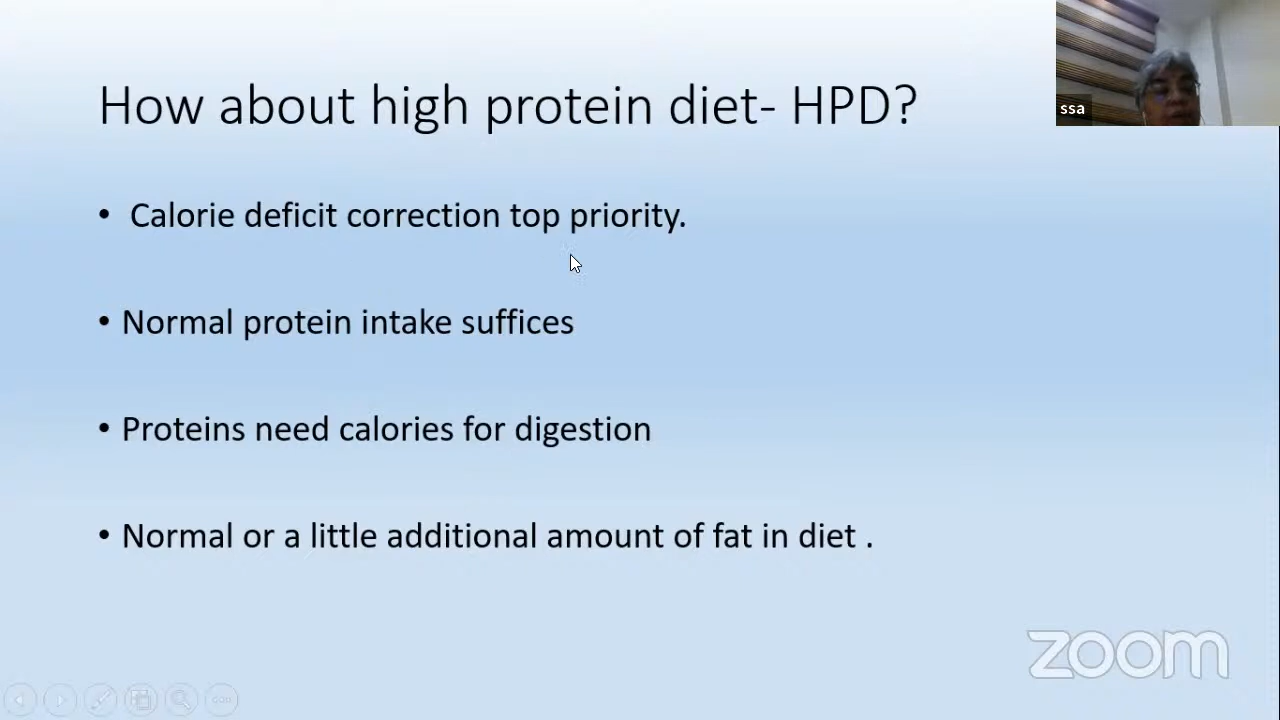 ssa
How about high protein diet- HPD?
• Calorie deficit correction top priority.
• Normal protein intake suffices
• Proteins need calories for digestion
• Normal or a little additional amount of fat in diet .
zoom